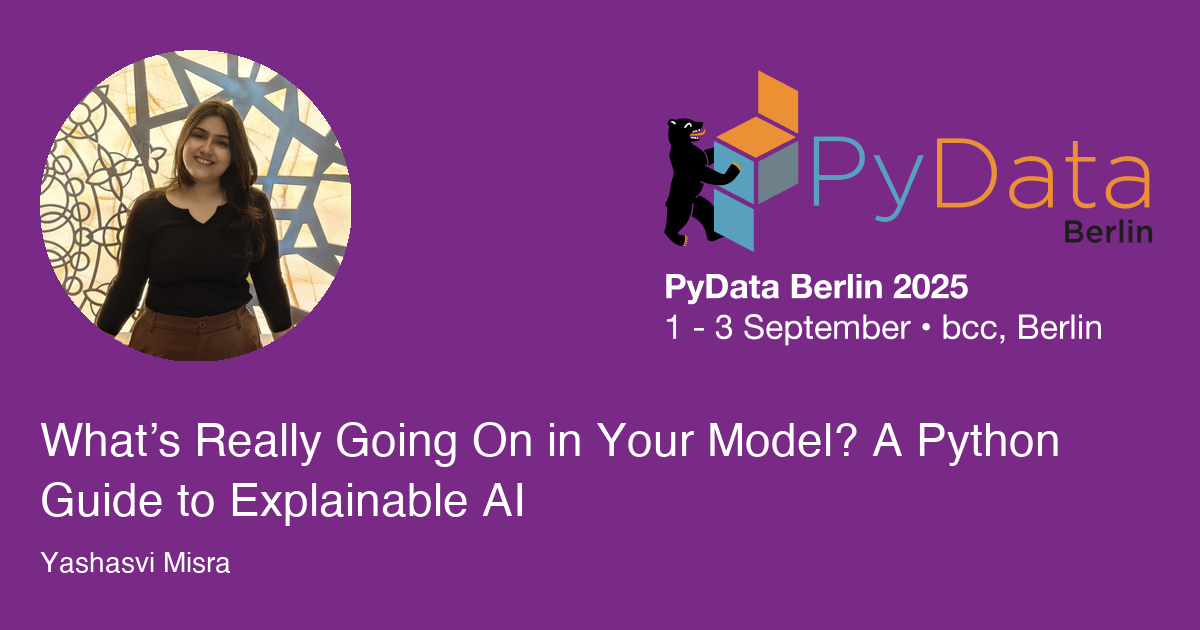 PyData
Berlin
PyData Berlin 2025
1 - 3 September • bcc, Berlin
What’s Really Going On in Your Model? A Python
Guide to Explainable AI
Yashasvi Misra